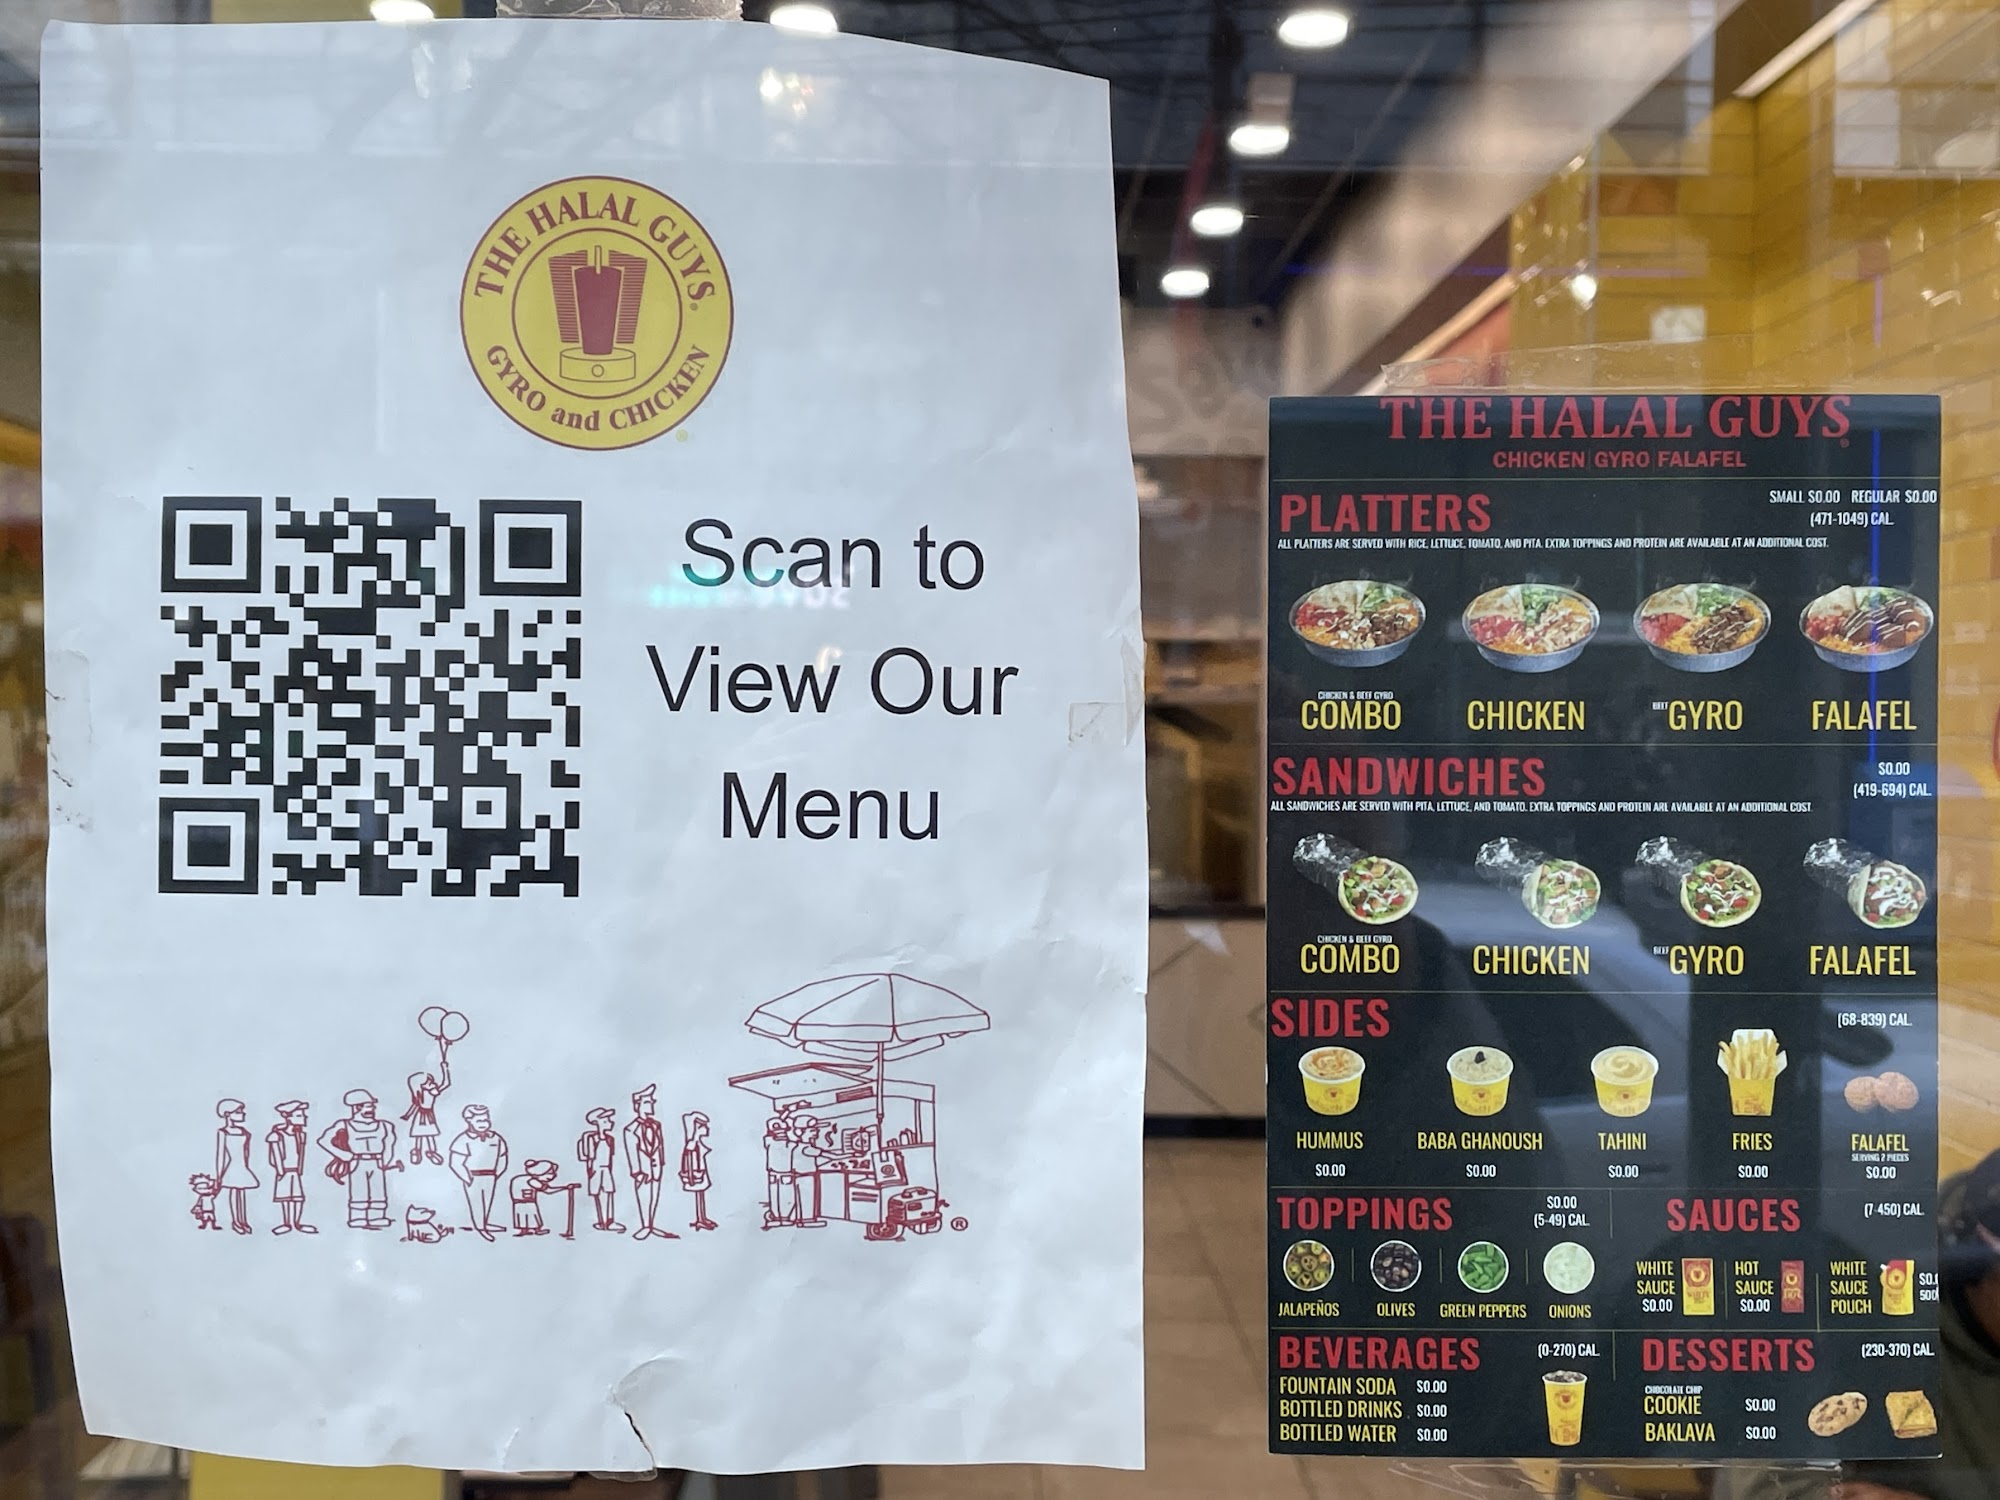 THE HALAL GUYS®
GYRO and CHICKEN
Scan to
View Our
Menu
®
THE HALAL GUYS®
CHICKEN GYRO FALAFEL
PLATTERS
SMALL $0.00 REGULAR $0.00
(471-1049) CAL.
ALL PLATTERS ARE SERVED WITH RICE, LETTUCE, TOMATO, AND PITA. EXTRA TOPPINGS AND PROTEIN ARE AVAILABLE AT AN ADDITIONAL COST.
CHICKEN & BEEF GYRO
COMBO
CHICKEN
BEEF GYRO
FALAFEL
SANDWICHES
$0.00
(419-694) CAL.
ALL SANDWICHES ARE SERVED WITH PITA, LETTUCE, AND TOMATO. EXTRA TOPPINGS AND PROTEIN ARE AVAILABLE AT AN ADDITIONAL COST.
CHICKEN & BEEF GYRO
COMBO
CHICKEN
BEEF GYRO
FALAFEL
SIDES
(68-839) CAL.
HUMMUS
$0.00
BABA GHANOUSH
$0.00
TAHINI
$0.00
FRIES
$0.00
FALAFEL
SERVING 2 PIECES
$0.00
TOPPINGS
$0.00
(5-49) CAL.
JALAPEÑOS
OLIVES
GREEN PEPPERS
ONIONS
SAUCES
(7-450) CAL.
WHITE
SAUCE
$0.00
HOT
SAUCE
$0.00
WHITE
SAUCE
POUCH
BEVERAGES
(0-270) CAL.
FOUNTAIN SODA $0.00
BOTTLED DRINKS $0.00
BOTTLED WATER $0.00
DESSERTS
(230-370) CAL.
CHOCOLATE CHIP
COOKIE $0.00
BAKLAVA $0.00